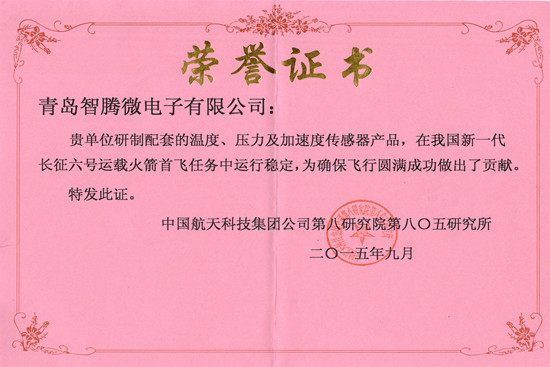 荣誉证书
青岛智腾微电子有限公司：
贵单位研制配套的温度、压力及加速度传感器产品，在我国新一代
长征六号运载火箭首飞任务中运行稳定，为确保飞行圆满成功做出了贡献。
特发此证。
中国航天科技集团公司第八研究院第八〇五研究所
二〇一五年九月